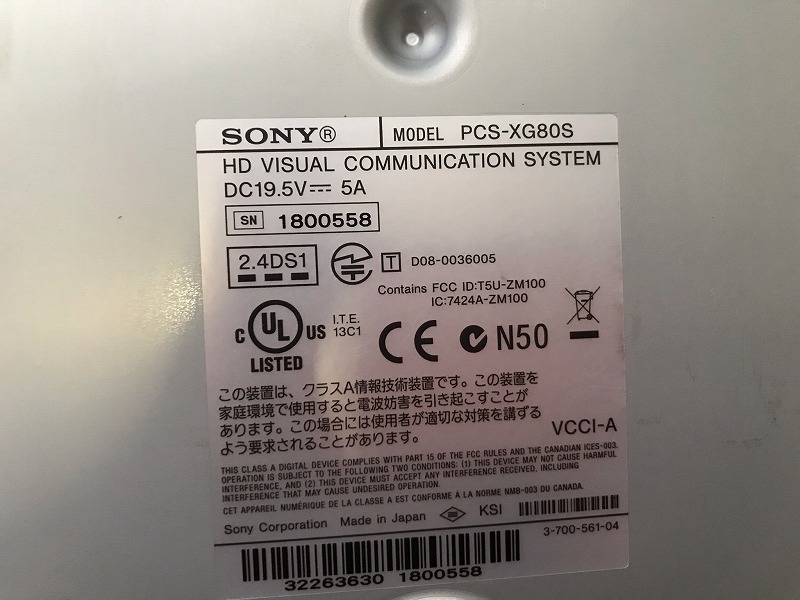 SONY® MODEL PCS-XG80S
HD VISUAL COMMUNICATION SYSTEM
DC19.5V⎓ 5A
SN 1800558
2.4DS1 T D08-0036005
Contains FCC ID:T5U-ZM100
IC:7424A-ZM100
C UL US I.T.E. 13C1
LISTED
CE N50
この装置は、クラスA情報技術装置です。この装置を
家庭環境で使用すると電波妨害を引き起こすことが
あります。この場合には使用者が適切な対策を講ずる
よう要求されることがあります。
VCCI-A
THIS CLASS A DIGITAL DEVICE COMPLIES WITH PART 15 OF THE FCC RULES AND THE CANADIAN ICES-003.
OPERATION IS SUBJECT TO THE FOLLOWING TWO CONDITIONS: (1) THIS DEVICE MAY NOT CAUSE HARMFUL
INTERFERENCE, AND (2) THIS DEVICE MUST ACCEPT ANY INTERFERENCE RECEIVED, INCLUDING
INTERFERENCE THAT MAY CAUSE UNDESIRED OPERATION.
CET APPAREIL NUMÉRIQUE DE LA CLASSE A EST CONFORME À LA NORME NMB-003 DU CANADA.
Sony Corporation Made in Japan KSI
3-700-561-04
32263630 1800558